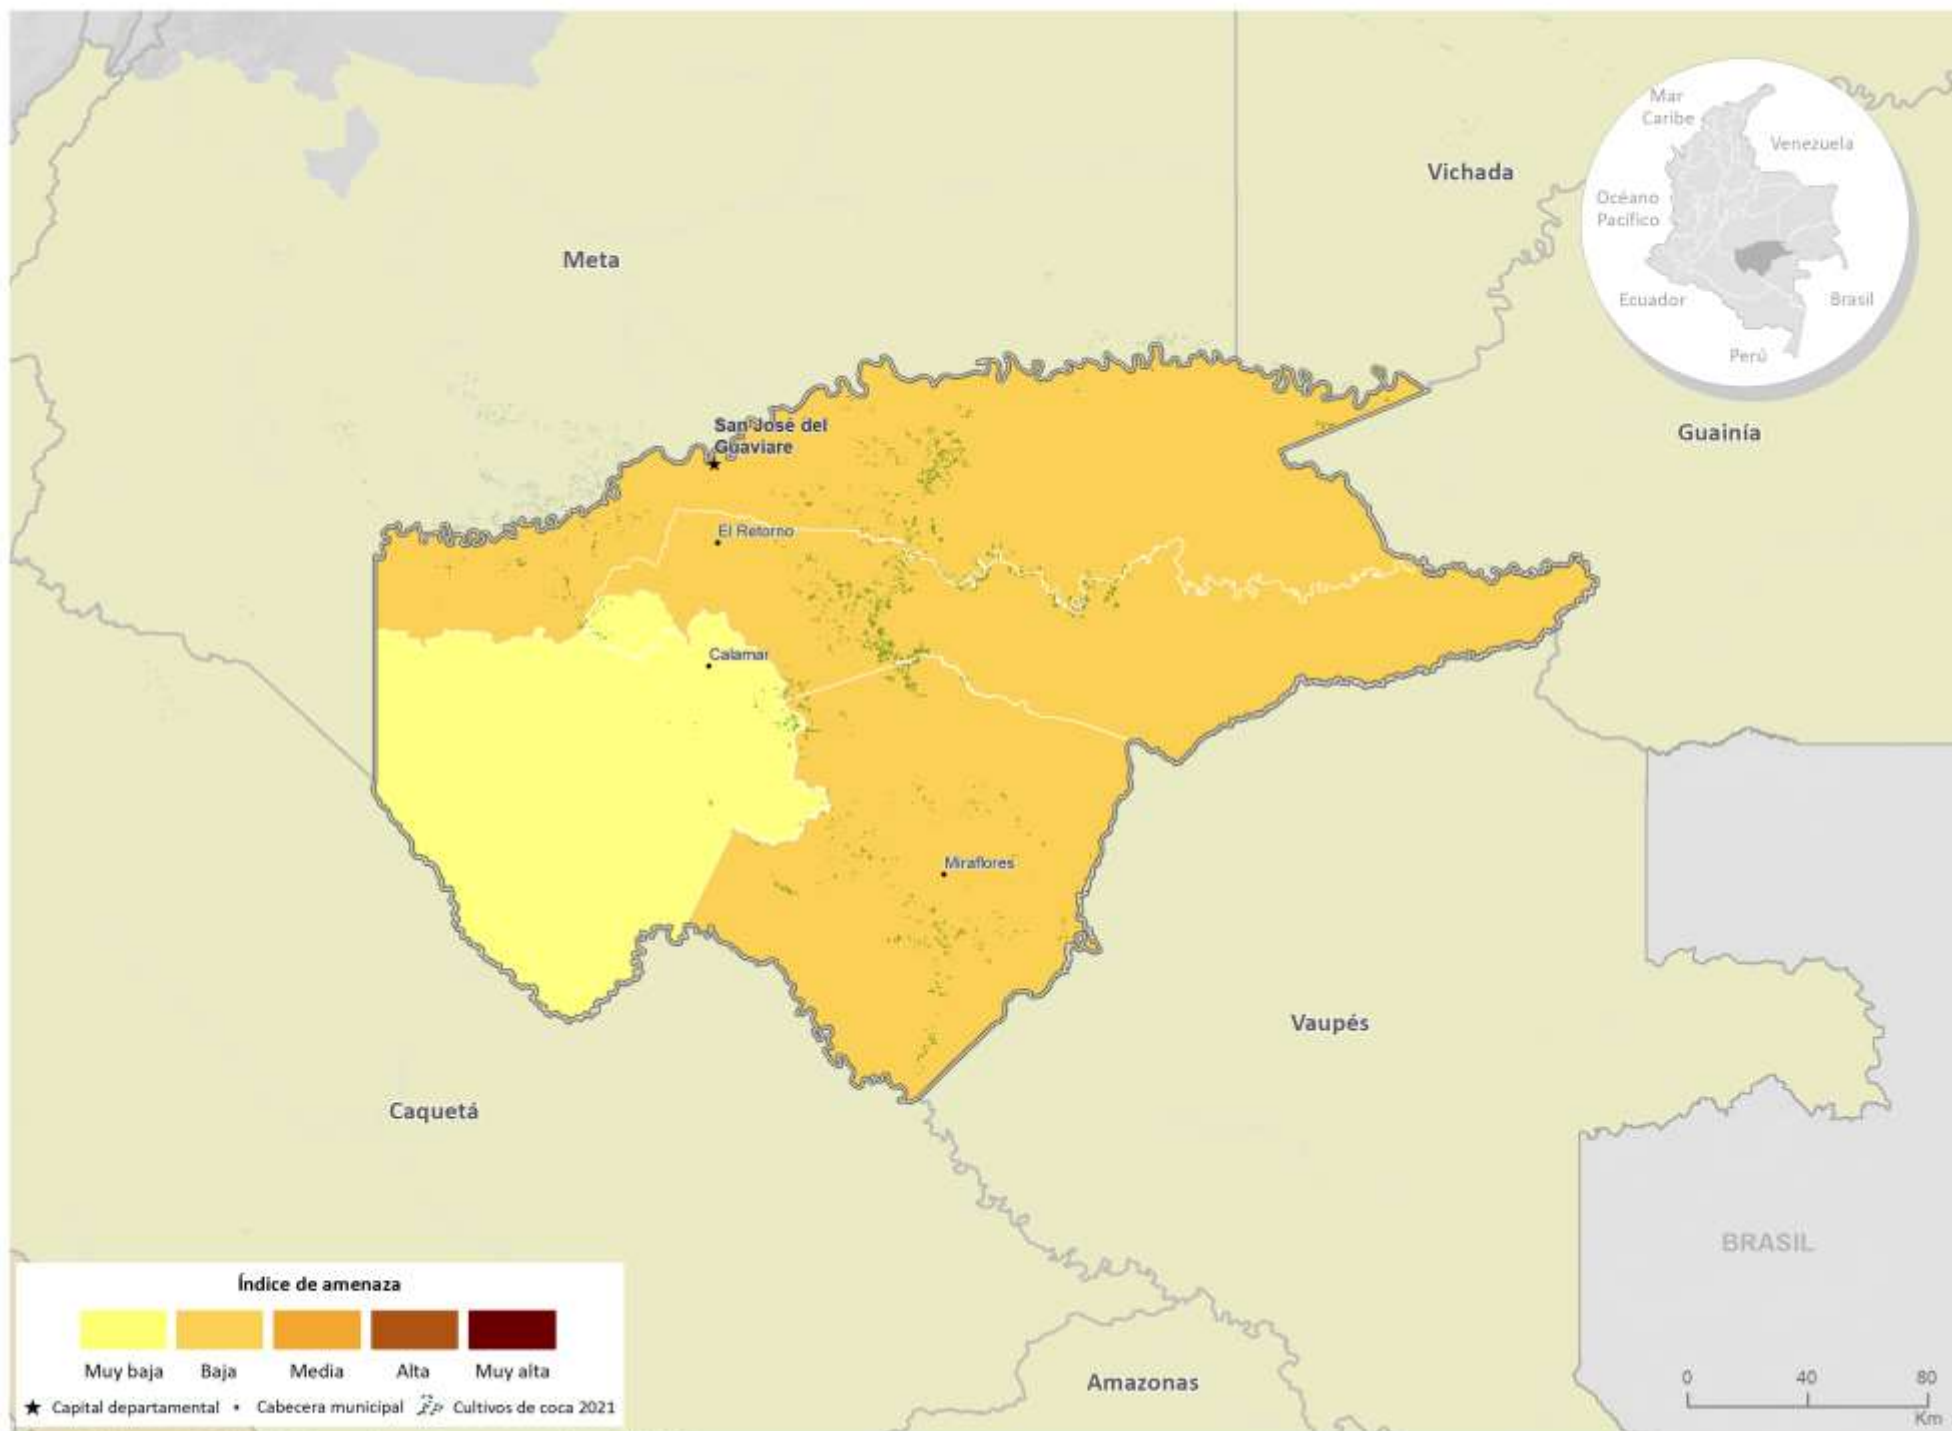 Mar
Caribe
Venezuela
Vichada
Océano
Pacífico
Meta
Ecuador
Brasil
Perú
San José del
Guaviare
Guainía
El Retorno
Calamar
Miraflores
Vaupés
Caquetá
BRASIL
Índice de amenaza
Muy baja Baja Media Alta Muy alta
Capital departamental Cabecera municipal Cultivos de coca 2021
Amazonas
0 40 80
Km